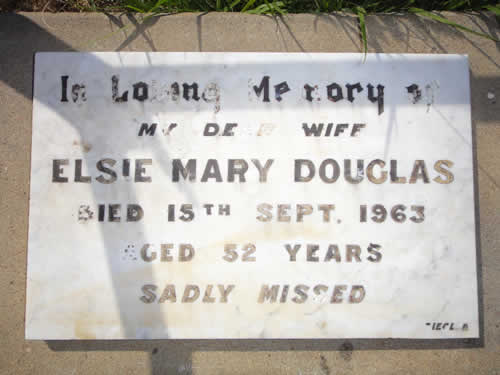 In Loving Memory of
MY DEAR WIFE
ELSIE MARY DOUGLAS
DIED 15TH SEPT. 1963
AGED 52 YEARS
SADLY MISSED